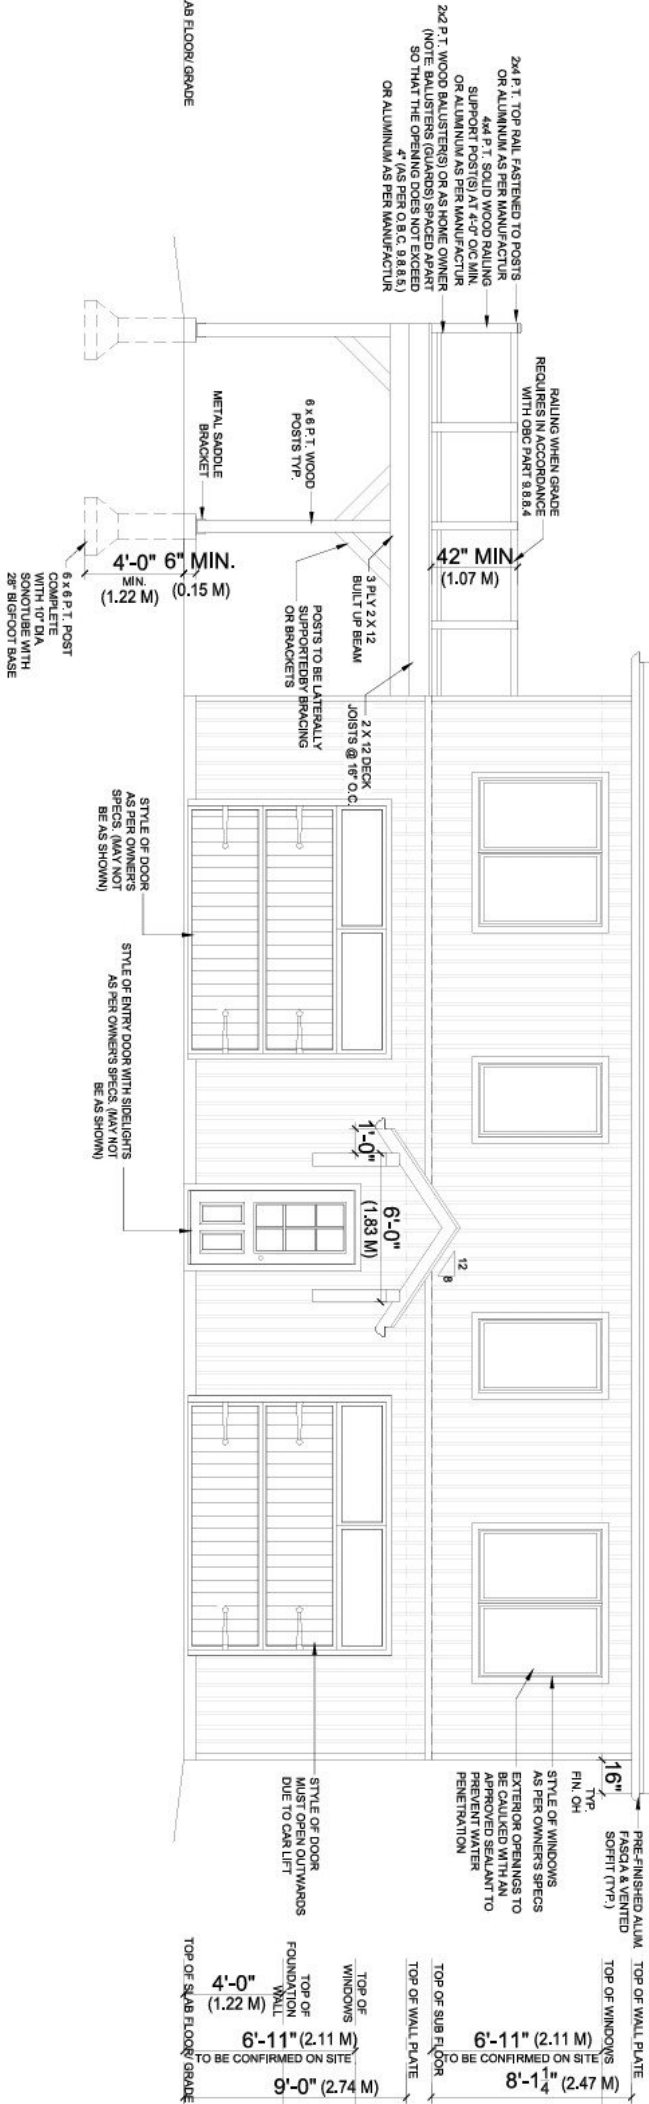 AB FLOOR/ GRADE
2x4 P.T. TOP RAIL FASTENED TO POSTS
OR ALUMINUM AS PER MANUFACTUR
4x4 P.T. SOLID WOOD RAILING
SUPPORT POST(S) AT 4'-0" O/C MIN.
OR ALUMINUM AS PER MANUFACTUR
2x2 P.T. WOOD BALUSTER(S) OR AS HOME OWNER
(NOTE: BALUSTERS (GUARDS) SPACED APART
SO THAT THE OPENING DOES NOT EXCEED
4" (AS PER O.B.C. 9.8.8.5.)
OR ALUMINUM AS PER MANUFACTUR
RAILING WHEN GRADE
REQUIRES IN ACCORDANCE
WITH OBC PART 9.8.8.4
42" MIN
(1.07 M)
6 x 6 P.T. WOOD
POSTS TYP.
METAL SADDLE
BRACKET
3 PLY 2 X 12
BUILT UP BEAM
2 X 12 DECK
JOISTS @ 16" O.C.
POSTS TO BE LATERALLY
SUPPORTEDBY BRACING
OR BRACKETS
6" MIN.
(0.15 M)
4'-0"
MIN.
(1.22 M)
6 x 6 P.T. POST
COMPLETE
WITH 10" DIA
SONOTUBE WITH
28" BIGFOOT BASE
STYLE OF DOOR
AS PER OWNER'S
SPECS. (MAY NOT
BE AS SHOWN)
STYLE OF ENTRY DOOR WITH SIDELIGHTS
AS PER OWNER'S SPECS. (MAY NOT
BE AS SHOWN)
1'-0"
6'-0"
(1.83 M)
12
8
STYLE OF DOOR
MUST OPEN OUTWARDS
DUE TO CAR LIFT
16"
TYP.
FIN. OH
STYLE OF WINDOWS
AS PER OWNER'S SPECS
EXTERIOR OPENINGS TO
BE CAULKED WITH AN
APPROVED SEALANT TO
PREVENT WATER
PENETRATION
PRE-FINISHED ALUM.
FASCIA & VENTED
SOFFIT (TYP.)
TOP OF WALL PLATE
TOP OF WINDOWS
TOP OF SUB FLOOR
TOP OF WALL PLATE
TOP OF
WINDOWS
TOP OF
FOUNDATION
WALL
TOP OF SLAB FLOOR/ GRADE
8'-1 1/4" (2.47 M)
6'-11" (2.11 M)
TO BE CONFIRMED ON SITE
4'-0"
(1.22 M)
6'-11" (2.11 M)
TO BE CONFIRMED ON SITE
9'-0" (2.74 M)